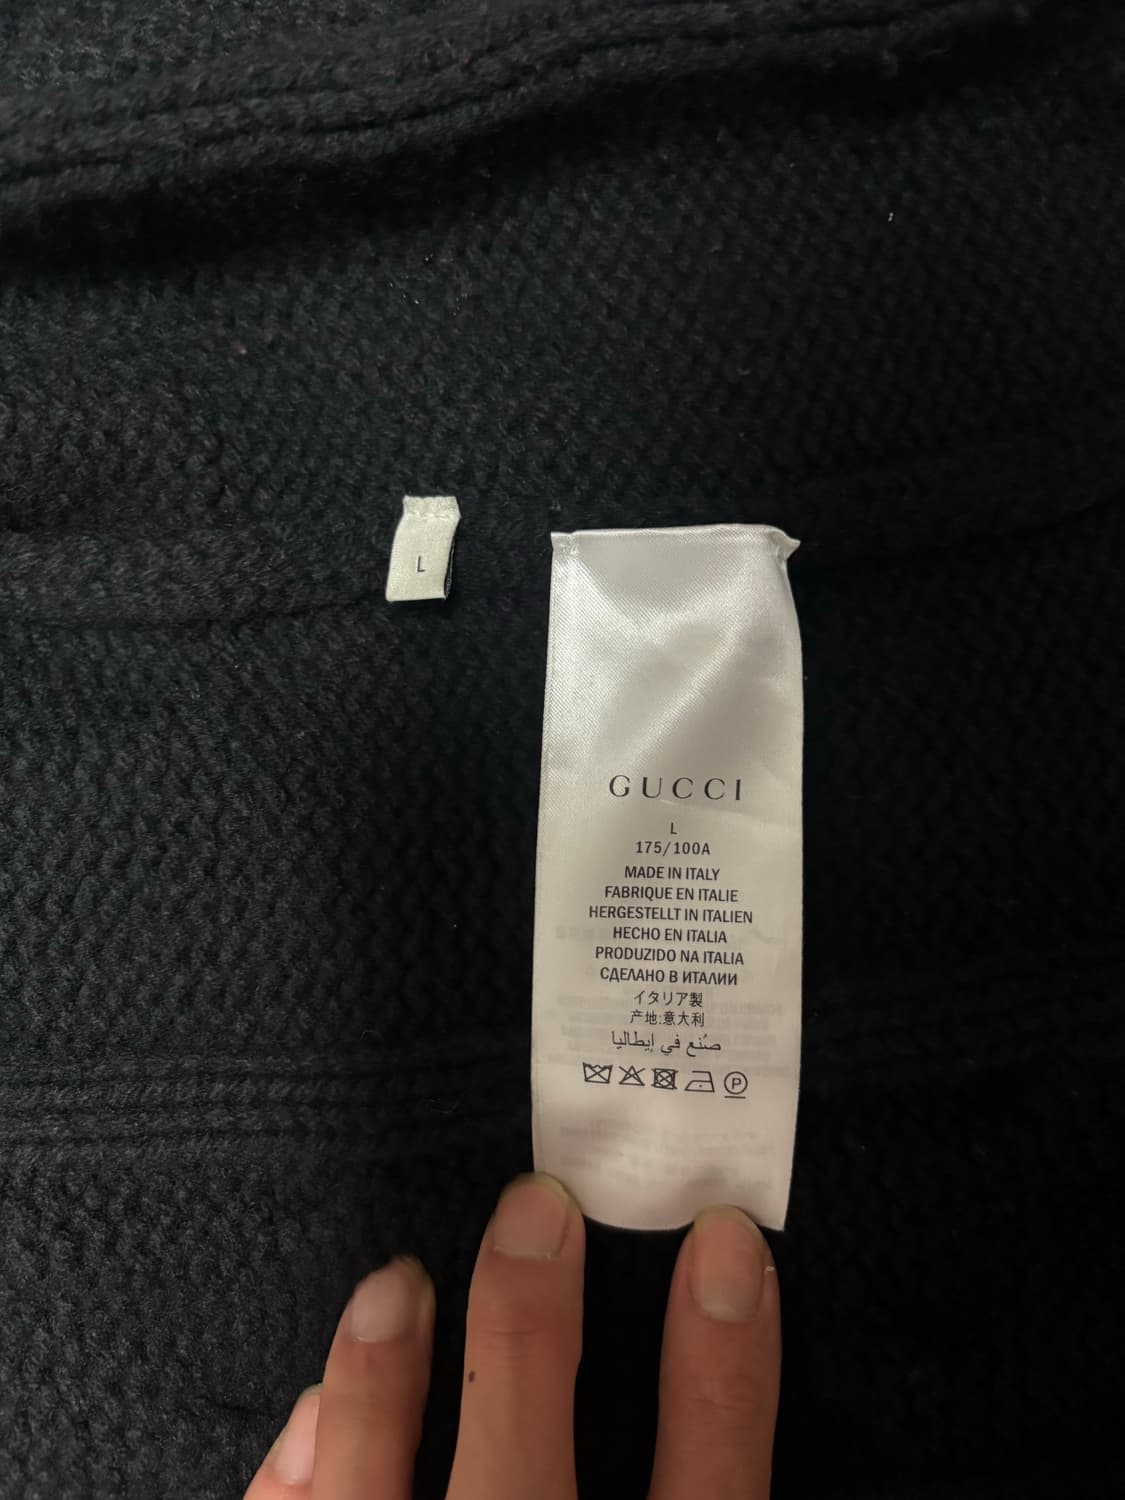 L
GUCCI
L
175/100A
MADE IN ITALY
FABRIQUE EN ITALIE
HERGESTELLT IN ITALIEN
HECHO EN ITALIA
PRODUZIDO NA ITALIA
СДЕЛАНО В ИТАЛИИ
イタリア製
产地:意大利
صُنع في إيطاليا
P